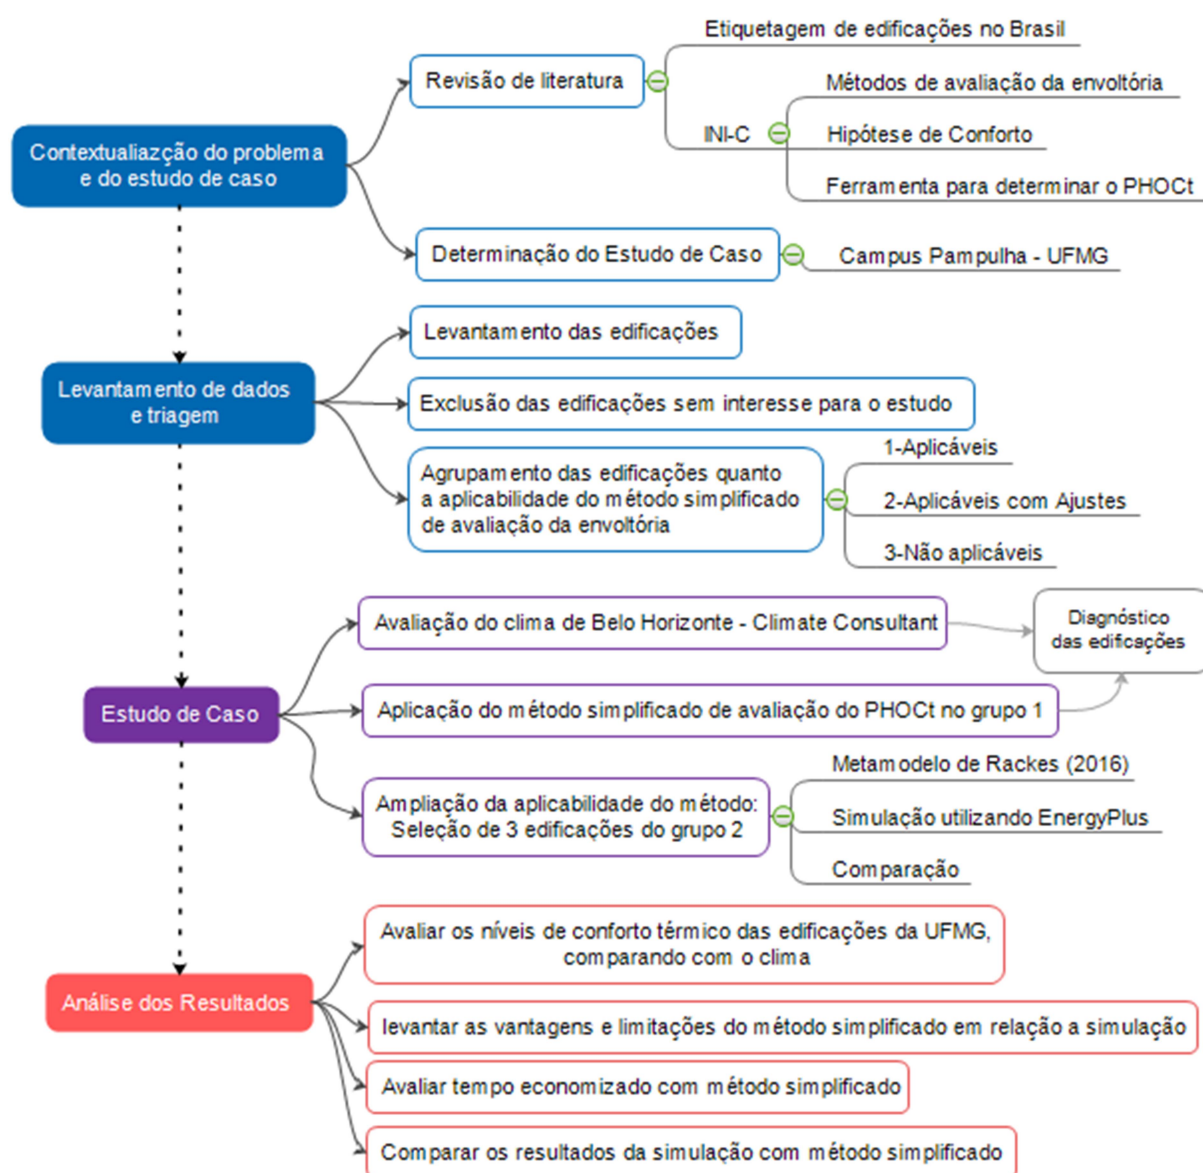 Contextualiazção do problema
e do estudo de caso
Revisão de literatura
Etiquetagem de edificações no Brasil
INI-C
Métodos de avaliação da envoltória
Hipótese de Conforto
Ferramenta para determinar o PHOCt
Determinação do Estudo de Caso
Campus Pampulha - UFMG
Levantamento de dados
e triagem
Levantamento das edificações
Exclusão das edificações sem interesse para o estudo
Agrupamento das edificações quanto
a aplicabilidade do método simplificado
de avaliação da envoltória
1-Aplicáveis
2-Aplicáveis com Ajustes
3-Não aplicáveis
Estudo de Caso
Avaliação do clima de Belo Horizonte - Climate Consultant
Diagnóstico
das edificações
Aplicação do método simplificado de avaliação do PHOCt no grupo 1
Ampliação da aplicabilidade do método:
Seleção de 3 edificações do grupo 2
Metamodelo de Rackes (2016)
Simulação utilizando EnergyPlus
Comparação
Análise dos Resultados
Avaliar os níveis de conforto térmico das edificações da UFMG,
comparando com o clima
levantar as vantagens e limitações do método simplificado em relação a simulação
Avaliar tempo economizado com método simplificado
Comparar os resultados da simulação com método simplificado